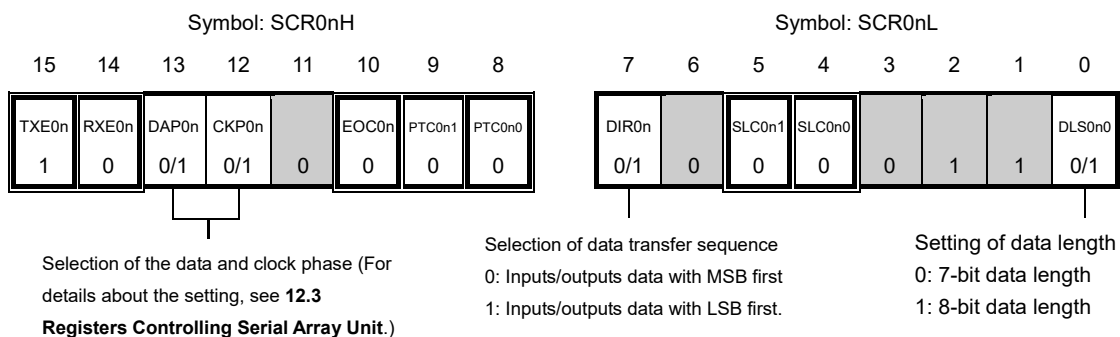 Symbol: SCR0nH Symbol: SCR0nL
15 14 13 12 11 10 9 8 7 6 5 4 3 2 1 0
TXE0n RXE0n DAP0n CKP0n EOC0n PTC0n1 PTC0n0 DIR0n SLC0n1 SLC0n0 DLS0n0
1 0 0/1 0/1 0 0 0 0 0/1 0 0 0 0 1 1 0/1
Selection of the data and clock phase (For
details about the setting, see 12.3
Registers Controlling Serial Array Unit.)
Selection of data transfer sequence
0: Inputs/outputs data with MSB first
1: Inputs/outputs data with LSB first.
Setting of data length
0: 7-bit data length
1: 8-bit data length